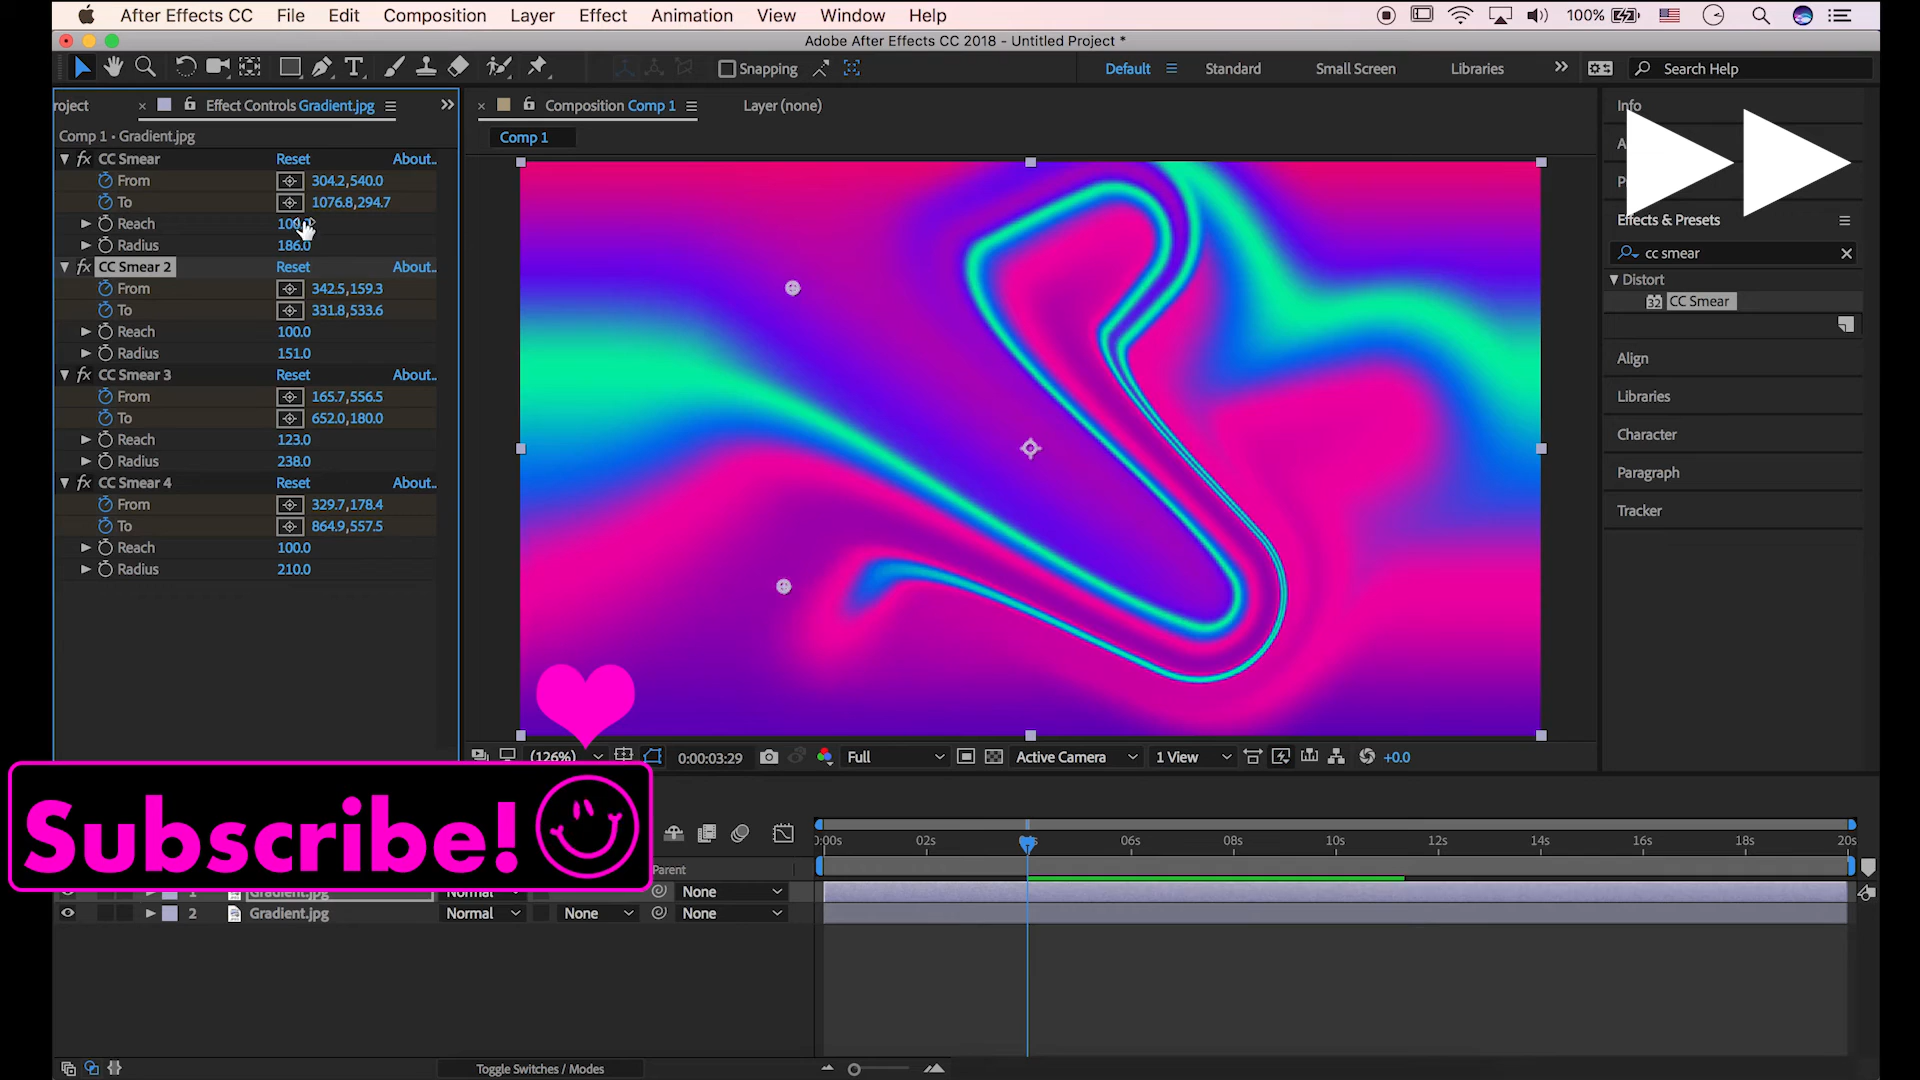 After Effects CC File Edit Composition Layer Effect Animation View Window Help 100%
Adobe After Effects CC 2018 - Untitled Project *
Snapping Default Standard Small Screen Libraries Search Help
roject Effect Controls Gradient.jpg Composition Comp 1 Layer (none) Info
Comp 1 • Gradient.jpg Comp 1
fx CC Smear Reset About..
From 304.2,540.0
To 1076.8,294.7
Reach
Radius 186.0
fx CC Smear 2 Reset About..
From 342.5,159.3
To 331.8,533.6
Reach 100.0
Radius 151.0
fx CC Smear 3 Reset About..
From 165.7,556.5
To 652.0,180.0
Reach 123.0
Radius 238.0
fx CC Smear 4 Reset About..
From 329.7,178.4
To 864.9,557.5
Reach 100.0
Radius 210.0
Effects & Presets
cc smear
Distort
32 CC Smear
Align
Libraries
Character
Paragraph
Tracker
(126%) 0:00:03:29 Full Active Camera 1 View +0.0
Subscribe!
:00s 02s 06s 08s 10s 12s 14s 16s 18s 20s
Parent
1 Gradient.jpg Normal None
2 Gradient.jpg Normal None None
Toggle Switches / Modes